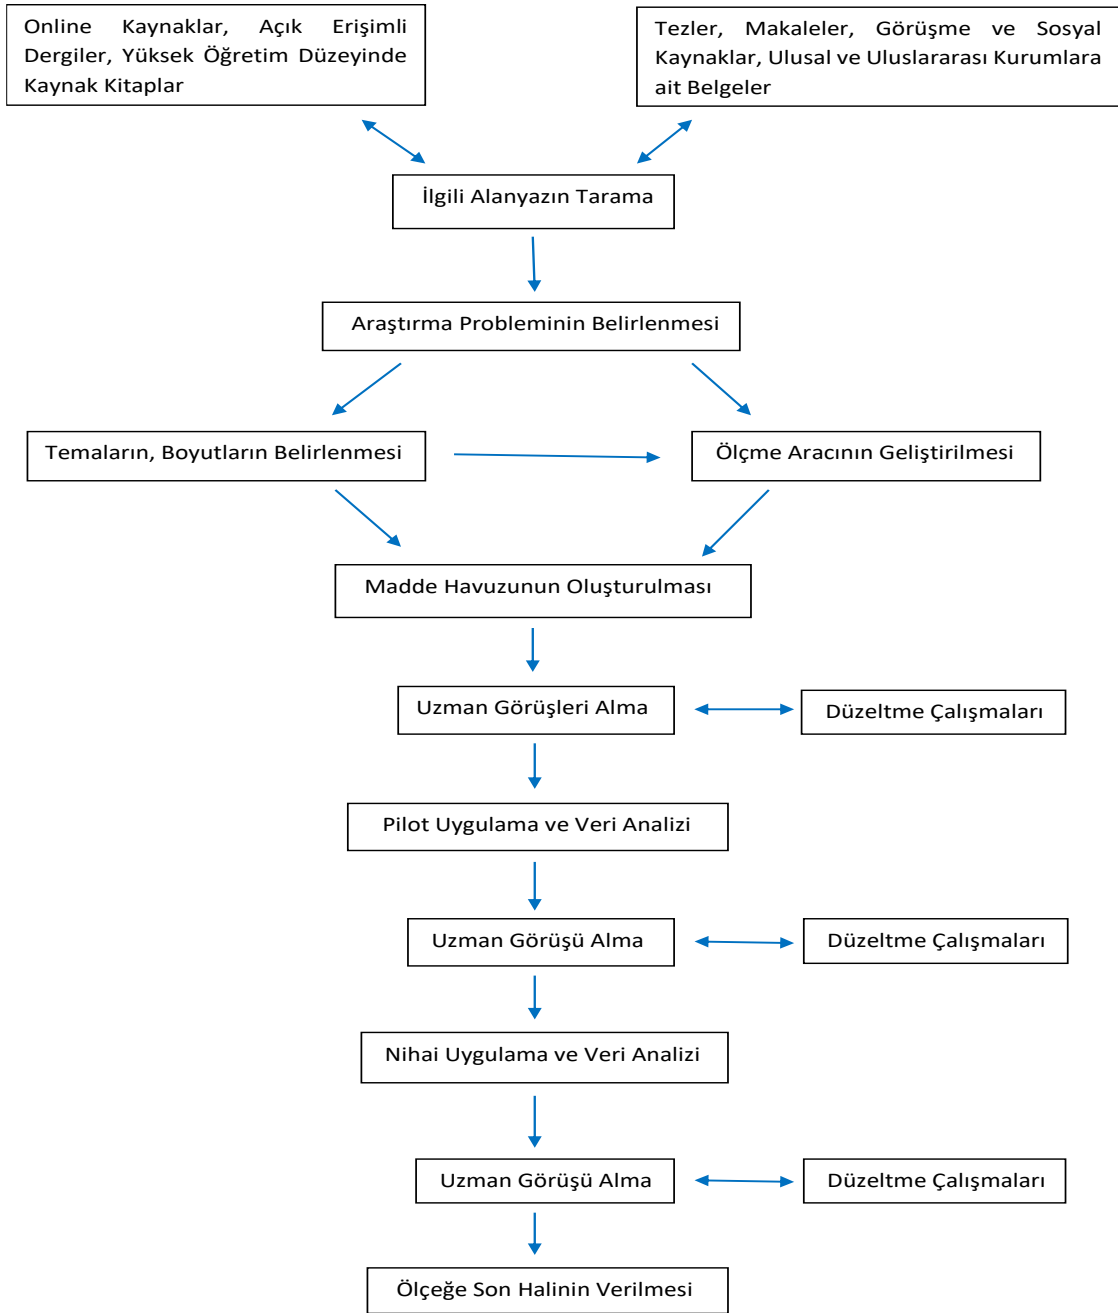 Online Kaynaklar, Açık Erişimli
Dergiler, Yüksek Öğretim Düzeyinde
Kaynak Kitaplar
Tezler, Makaleler, Görüşme ve Sosyal
Kaynaklar, Ulusal ve Uluslararası Kurumlara
ait Belgeler
İlgili Alanyazın Tarama
Araştırma Probleminin Belirlenmesi
Temaların, Boyutların Belirlenmesi
Ölçme Aracının Geliştirilmesi
Madde Havuzunun Oluşturulması
Uzman Görüşleri Alma
Düzeltme Çalışmaları
Pilot Uygulama ve Veri Analizi
Uzman Görüşü Alma
Düzeltme Çalışmaları
Nihai Uygulama ve Veri Analizi
Uzman Görüşü Alma
Düzeltme Çalışmaları
Ölçeğe Son Halinin Verilmesi